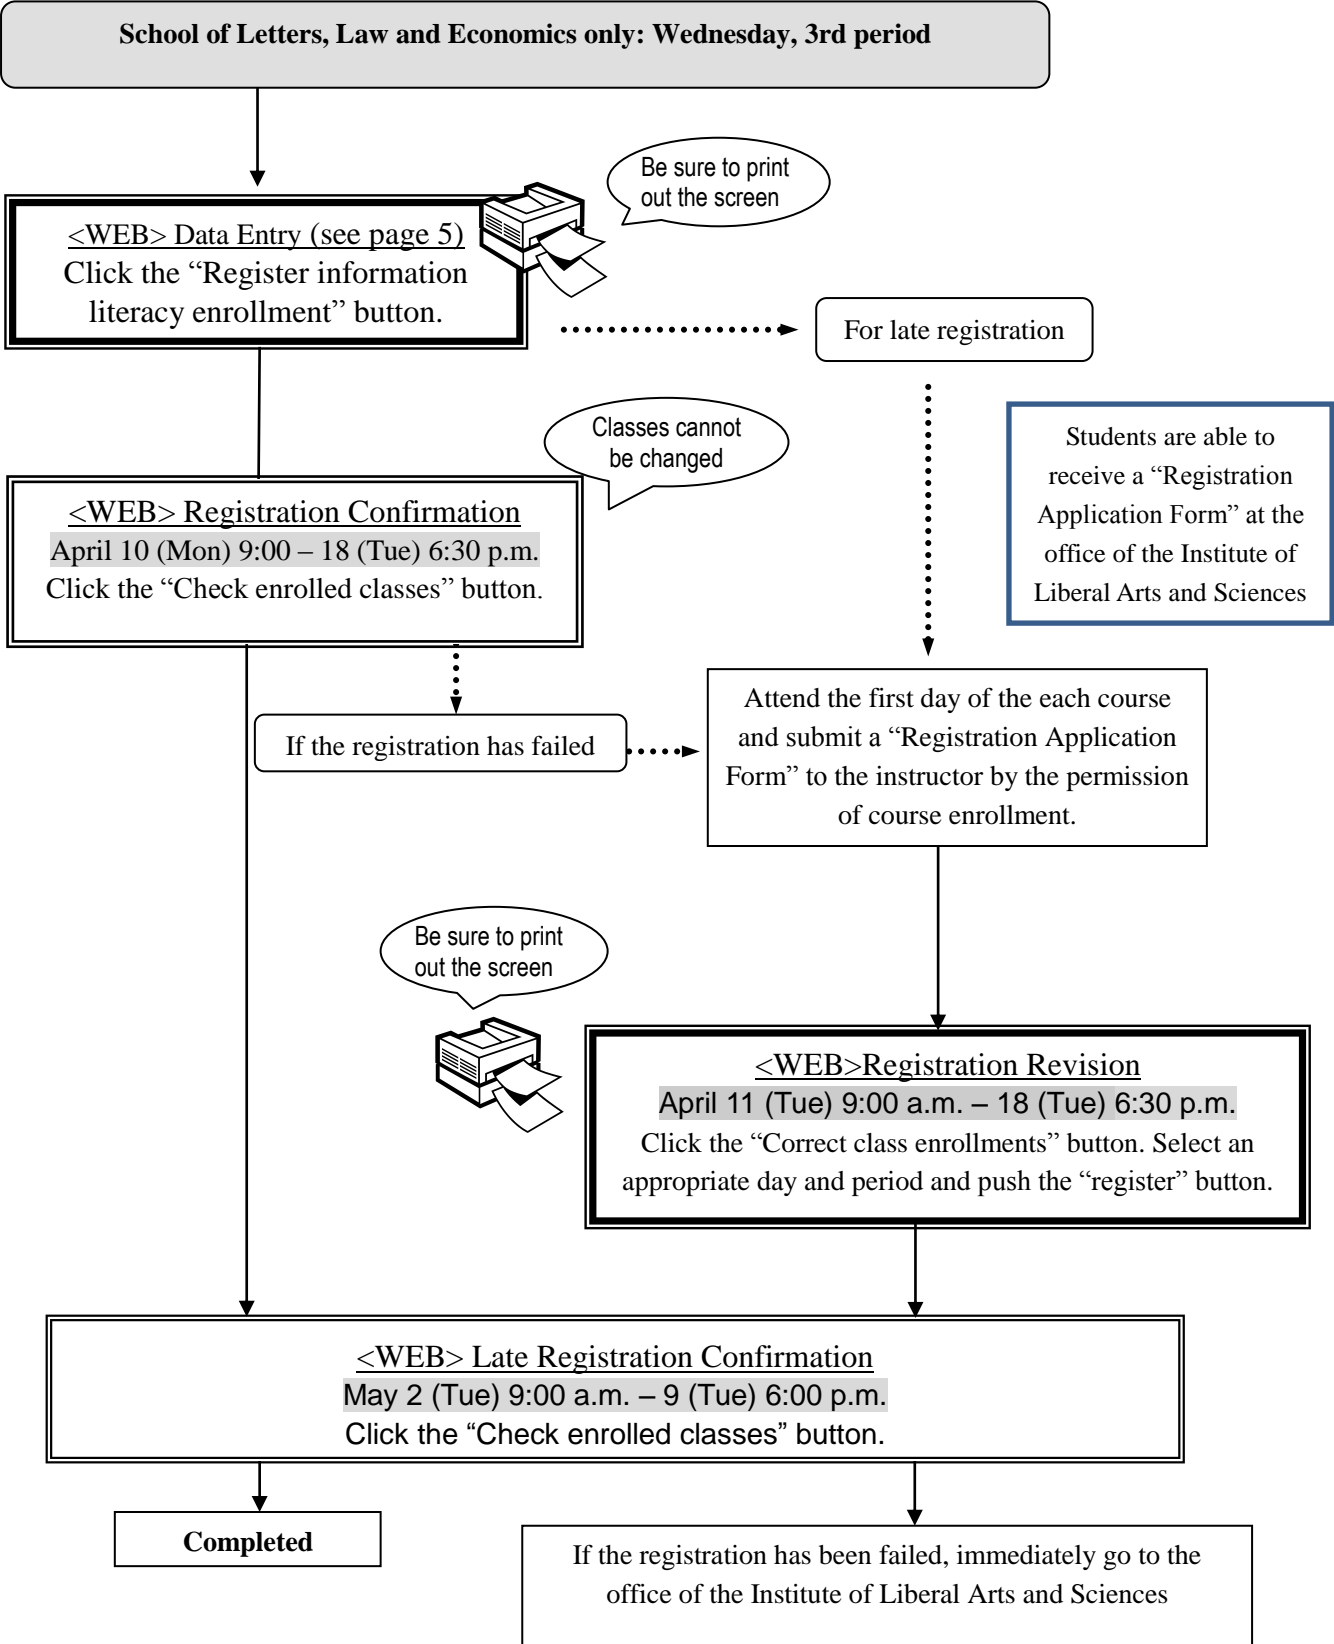 School of Letters, Law and Economics only: Wednesday, 3rd period
Be sure to print
out the screen
<WEB> Data Entry (see page 5)
Click the “Register information
literacy enrollment” button.
For late registration
Classes cannot
be changed
Students are able to
receive a “Registration
Application Form” at the
office of the Institute of
Liberal Arts and Sciences
<WEB> Registration Confirmation
April 10 (Mon) 9:00 – 18 (Tue) 6:30 p.m.
Click the “Check enrolled classes” button.
If the registration has failed
Attend the first day of the each course
and submit a “Registration Application
Form” to the instructor by the permission
of course enrollment.
Be sure to print
out the screen
<WEB>Registration Revision
April 11 (Tue) 9:00 a.m. – 18 (Tue) 6:30 p.m.
Click the “Correct class enrollments” button. Select an
appropriate day and period and push the “register” button.
<WEB> Late Registration Confirmation
May 2 (Tue) 9:00 a.m. – 9 (Tue) 6:00 p.m.
Click the “Check enrolled classes” button.
Completed
If the registration has been failed, immediately go to the
office of the Institute of Liberal Arts and Sciences